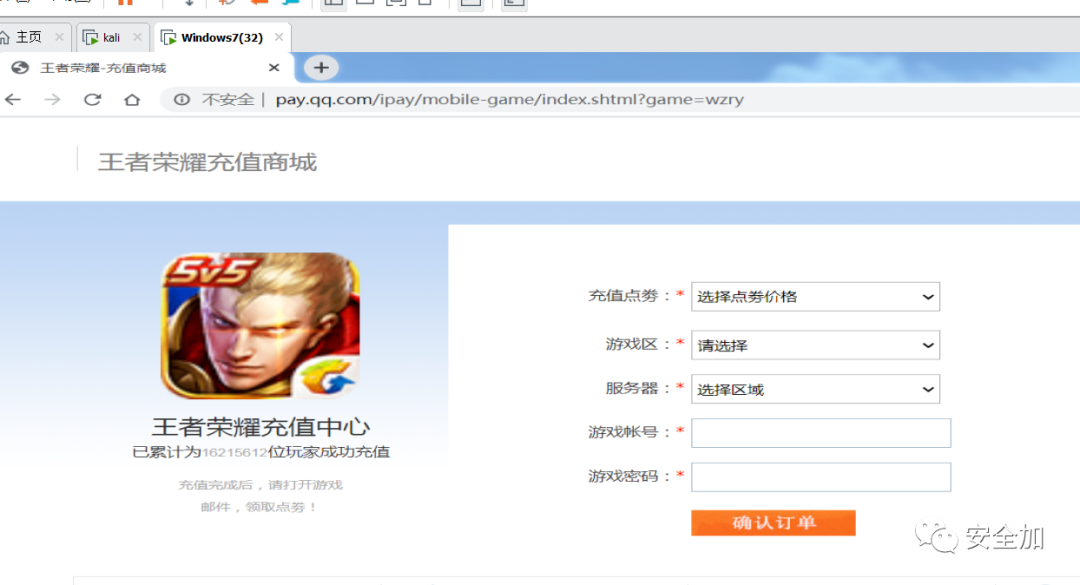 主页
kali
Windows7(32)
王者荣耀-充值商城
不安全 | pay.qq.com/ipay/mobile-game/index.shtml?game=wzry
王者荣耀充值商城
5v5
王者荣耀充值中心
已累计为16215612位玩家成功充值
充值完成后，请打开游戏
邮件，领取点券！
充值点券：* 选择点券价格
游戏区：* 请选择
服务器：* 选择区域
游戏帐号：*
游戏密码：*
确认订单
安全加